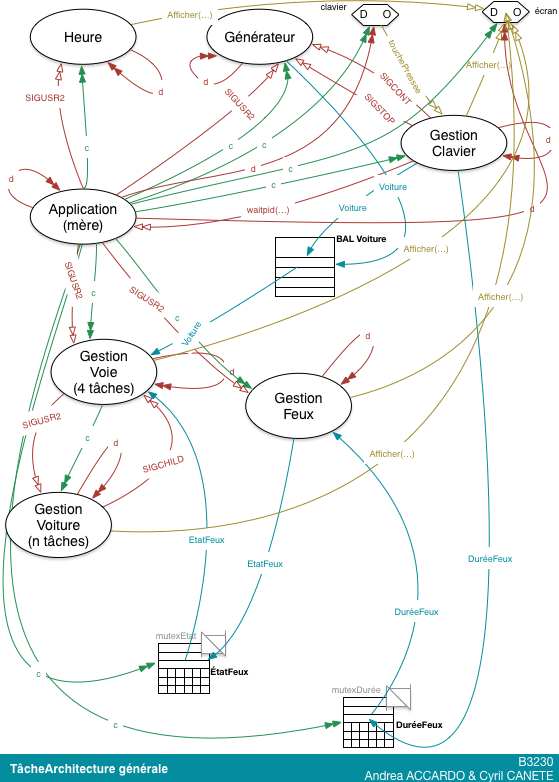 clavier
D O
D O
écran
Afficher(…)
Heure
Générateur
touchePressée
Afficher(…)
SIGCONT
d
d
SIGUSR2
SIGUSR2
SIGSTOP
Gestion
Clavier
d
c
c
c
d
c
d
Voiture
Application
(mère)
waitpid(…)
Voiture
d
BAL Voiture
Afficher(…)
SIGUSR2
c
SIGUSR2
Afficher(…)
c
Voiture
d
Gestion
Voie
(4 tâches)
d
Gestion
Feux
SIGUSR2
c
d
SIGCHILD
Afficher(…)
Gestion
Voiture
(n tâches)
EtatFeux
EtatFeux
DuréeFeux
DuréeFeux
mutexEtat
ÉtatFeux
c
mutexDurée
DuréeFeux
c
TâcheArchitecture générale
B3230
Andrea ACCARDO & Cyril CANETE